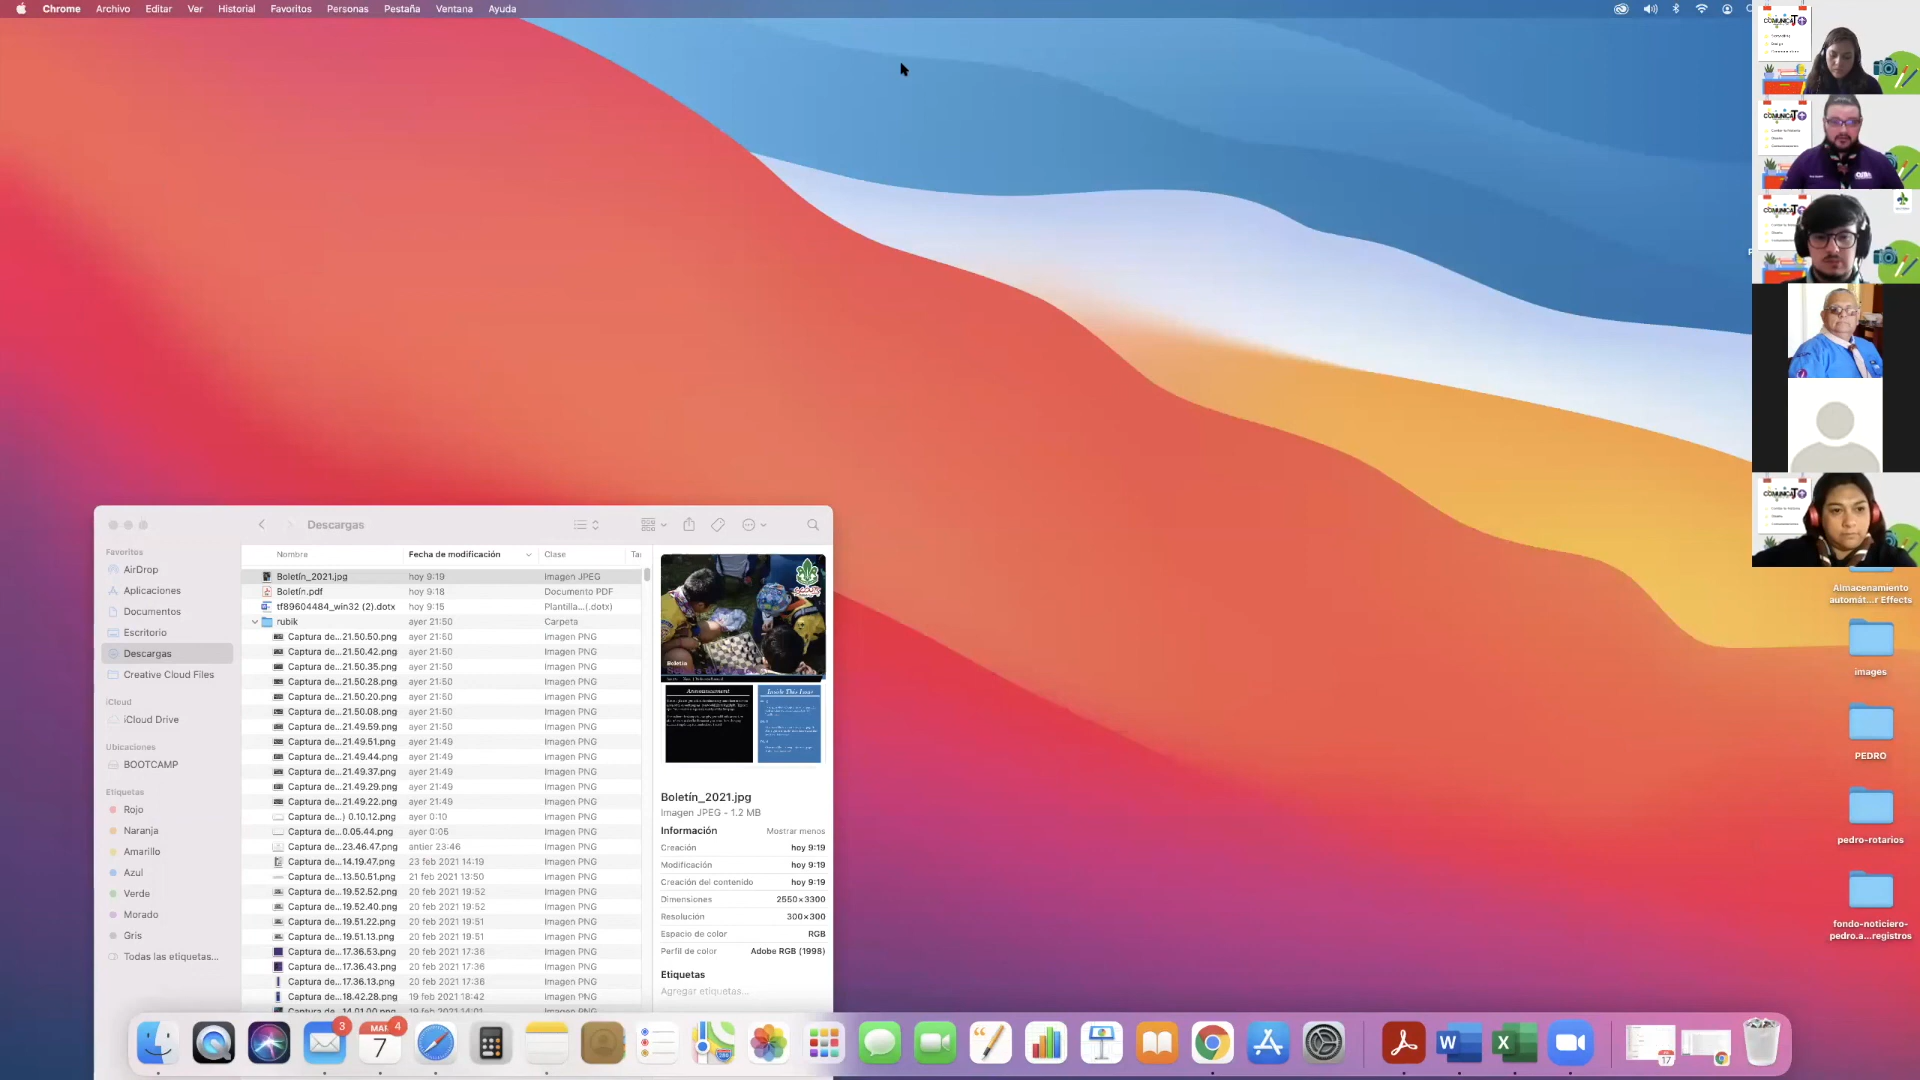 Chrome Archivo Editar Ver Historial Favoritos Personas Pestaña Ventana Ayuda
Descargas
Favoritos
AirDrop
Aplicaciones
Documentos
Escritorio
Descargas
Creative Cloud Files
iCloud
iCloud Drive
Ubicaciones
BOOTCAMP
Etiquetas
Rojo
Naranja
Amarillo
Azul
Verde
Morado
Gris
Todas las etiquetas...
Nombre Fecha de modificación Clase
Boletín_2021.jpg hoy 9:19 Imagen JPEG
Boletín.pdf hoy 9:18 Documento PDF
tf89604484_win32 (2).dotx hoy 9:15 Plantilla...(.dotx)
rubik ayer 21:50 Carpeta
Captura de...21.50.50.png ayer 21:50 Imagen PNG
Captura de...21.50.42.png ayer 21:50 Imagen PNG
Captura de...21.50.35.png ayer 21:50 Imagen PNG
Captura de...21.50.28.png ayer 21:50 Imagen PNG
Captura de...21.50.20.png ayer 21:50 Imagen PNG
Captura de...21.50.08.png ayer 21:50 Imagen PNG
Captura de...21.49.59.png ayer 21:50 Imagen PNG
Captura de...21.49.51.png ayer 21:49 Imagen PNG
Captura de...21.49.44.png ayer 21:49 Imagen PNG
Captura de...21.49.37.png ayer 21:49 Imagen PNG
Captura de...21.49.29.png ayer 21:49 Imagen PNG
Captura de...21.49.22.png ayer 21:49 Imagen PNG
Captura de...) 0.10.12.png ayer 0:10 Imagen PNG
Captura de...0.05.44.png ayer 0:05 Imagen PNG
Captura de...23.46.47.png antier 23:46 Imagen PNG
Captura de...14.19.47.png 23 feb 2021 14:19 Imagen PNG
Captura de...13.50.51.png 21 feb 2021 13:50 Imagen PNG
Captura de...19.52.52.png 20 feb 2021 19:52 Imagen PNG
Captura de...19.52.40.png 20 feb 2021 19:52 Imagen PNG
Captura de...19.51.22.png 20 feb 2021 19:51 Imagen PNG
Captura de...19.51.13.png 20 feb 2021 19:51 Imagen PNG
Captura de...17.36.53.png 20 feb 2021 17:36 Imagen PNG
Captura de...17.36.43.png 20 feb 2021 17:36 Imagen PNG
Captura de...17.36.13.png 20 feb 2021 17:36 Imagen PNG
Captura de...18.42.28.png 19 feb 2021 18:42 Imagen PNG
Boletín
Announcement
Inside This Issue
Boletín_2021.jpg
Imagen JPEG - 1.2 MB
Información Mostrar menos
Creación hoy 9:19
Modificación hoy 9:19
Creación del contenido hoy 9:19
Dimensiones 2550×3300
Resolución 300×300
Espacio de color RGB
Perfil de color Adobe RGB (1998)
Etiquetas
Agregar etiquetas...
COMUNICA
COMUNICA
COMUNICA
COMUNICA
Almacenamiento
automát...r Effects
images
PEDRO
pedro-rotarios
fondo-noticiero-
pedro.a...registros
3
MAR
4
7
17